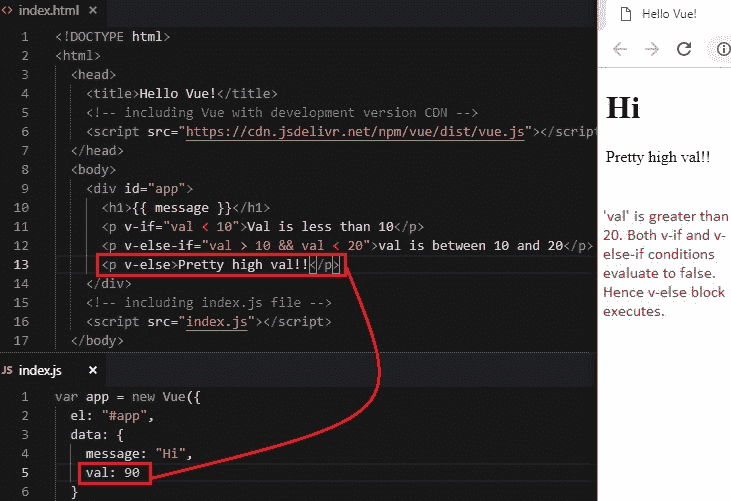 <> index.html ×
1 <!DOCTYPE html>
2 <html>
3 <head>
4 <title>Hello Vue!</title>
5 <!-- including Vue with development version CDN -->
6 <script src="https://cdn.jsdelivr.net/npm/vue/dist/vue.js"></script
7 </head>
8 <body>
9 <div id="app">
10 <h1>{{ message }}</h1>
11 <p v-if="val < 10">Val is less than 10</p>
12 <p v-else-if="val > 10 && val < 20">val is between 10 and 20</p>
13 <p v-else>Pretty high val!!</p>
14 </div>
15 <!-- including index.js file -->
16 <script src="index.js"></script>
17 </body>
JS index.js ×
1 var app = new Vue({
2 el: "#app",
3 data: {
4 message: "Hi",
5 val: 90
6 }
Hello Vue!
Hi
Pretty high val!!
'val' is greater than
20. Both v-if and v-
else-if conditions
evaluate to false.
Hence v-else block
executes.